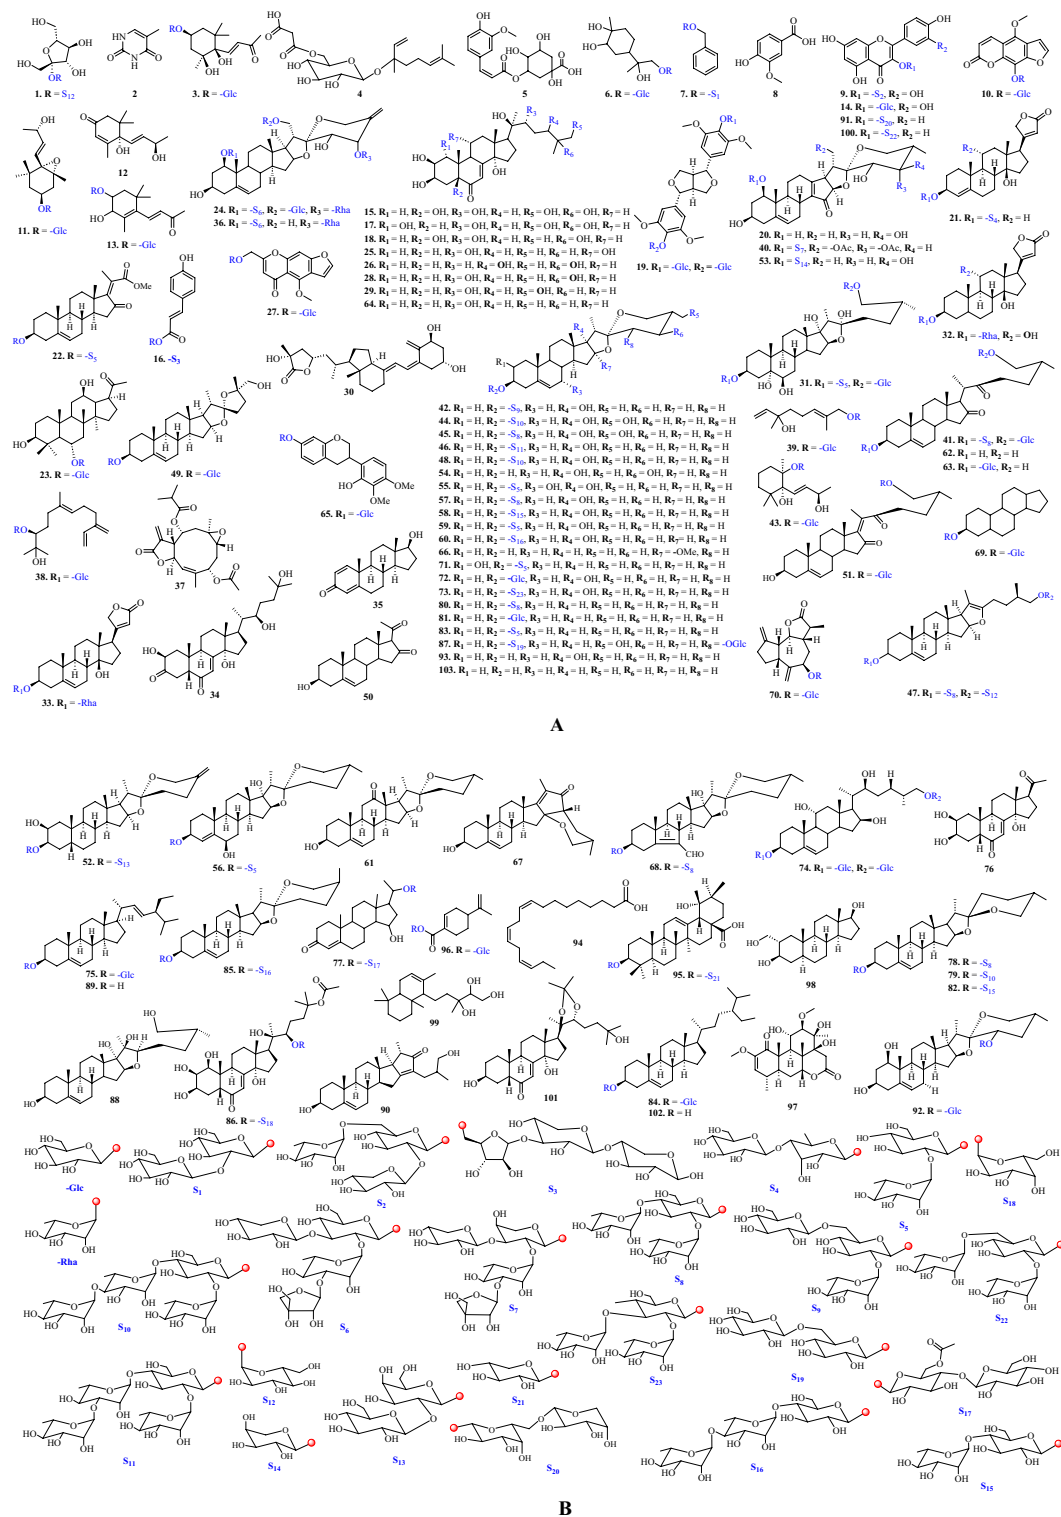 1. R = -S12
2
3. R = -Glc
4
5
6. R = -Glc
7. R = -S1
8
9. R1 = -S2, R2 = OH
14. R1 = -Glc, R2 = OH
91. R1 = -S20, R2 = H
100. R1 = -S22, R2 = H
10. R = -Glc
11. R = -Glc
12
13. R = -Glc
24. R1 = -S6, R2 = -Glc, R3 = -Rha
36. R1 = -S6, R2 = H, R3 = -Rha
15. R1 = H, R2 = OH, R3 = OH, R4 = H, R5 = OH, R6 = OH, R7 = H
17. R1 = OH, R2 = H, R3 = OH, R4 = H, R5 = OH, R6 = OH, R7 = H
18. R1 = H, R2 = OH, R3 = OH, R4 = H, R5 = H, R6 = OH, R7 = H
25. R1 = H, R2 = H, R3 = OH, R4 = H, R5 = H, R6 = H, R7 = OH
26. R1 = H, R2 = H, R3 = H, R4 = OH, R5 = H, R6 = OH, R7 = H
28. R1 = H, R2 = H, R3 = OH, R4 = H, R5 = H, R6 = OH, R7 = H
29. R1 = H, R2 = H, R3 = OH, R4 = H, R5 = OH, R6 = OH, R7 = H
64. R1 = H, R2 = H, R3 = OH, R4 = H, R5 = H, R6 = H, R7 = H
19. R1 = -Glc, R2 = -Glc
20. R1 = H, R2 = H, R3 = H, R4 = OH
40. R1 = S7, R2 = -OAc, R3 = -OAc, R4 = H
53. R1 = S14, R2 = H, R3 = H, R4 = OH
21. R1 = -S4, R2 = H
22. R = -S5
16. -S3
27. R = -Glc
30
31. R1 = -S5, R2 = -Glc
32. R1 = -Rha, R2 = OH
23. R = -Glc
49. R = -Glc
65. R1 = -Glc
42. R1 = H, R2 = -S9, R3 = H, R4 = OH, R5 = H, R6 = H, R7 = H, R8 = H
44. R1 = H, R2 = -S10, R3 = H, R4 = OH, R5 = OH, R6 = H, R7 = H, R8 = H
45. R1 = H, R2 = -S8, R3 = H, R4 = OH, R5 = OH, R6 = H, R7 = H, R8 = H
46. R1 = H, R2 = -S11, R3 = H, R4 = OH, R5 = H, R6 = H, R7 = H, R8 = H
48. R1 = H, R2 = -S10, R3 = H, R4 = OH, R5 = H, R6 = H, R7 = H, R8 = H
54. R1 = H, R2 = H, R3 = H, R4 = OH, R5 = H, R6 = OH, R7 = H, R8 = H
55. R1 = H, R2 = -S5, R3 = OH, R4 = OH, R5 = H, R6 = H, R7 = H, R8 = H
57. R1 = H, R2 = -S8, R3 = H, R4 = OH, R5 = H, R6 = H, R7 = H, R8 = H
58. R1 = H, R2 = -S15, R3 = H, R4 = OH, R5 = H, R6 = H, R7 = H, R8 = H
59. R1 = H, R2 = -S5, R3 = H, R4 = OH, R5 = H, R6 = H, R7 = H, R8 = H
60. R1 = H, R2 = -S16, R3 = H, R4 = OH, R5 = H, R6 = H, R7 = H, R8 = H
66. R1 = H, R2 = H, R3 = H, R4 = H, R5 = H, R6 = H, R7 = -OMe, R8 = H
71. R1 = OH, R2 = -S5, R3 = H, R4 = H, R5 = H, R6 = H, R7 = H, R8 = H
72. R1 = H, R2 = -Glc, R3 = H, R4 = OH, R5 = H, R6 = H, R7 = H, R8 = H
73. R1 = H, R2 = -S23, R3 = H, R4 = OH, R5 = H, R6 = H, R7 = H, R8 = H
80. R1 = H, R2 = -S8, R3 = H, R4 = H, R5 = H, R6 = H, R7 = H, R8 = H
81. R1 = H, R2 = -Glc, R3 = H, R4 = H, R5 = H, R6 = H, R7 = H, R8 = H
83. R1 = H, R2 = -S5, R3 = H, R4 = H, R5 = H, R6 = H, R7 = H, R8 = H
87. R1 = H, R2 = -S19, R3 = H, R4 = H, R5 = OH, R6 = H, R7 = H, R8 = -OGlc
93. R1 = H, R2 = H, R3 = H, R4 = OH, R5 = H, R6 = H, R7 = H, R8 = H
103. R1 = H, R2 = H, R3 = H, R4 = H, R5 = H, R6 = H, R7 = H, R8 = H
39. R = -Glc
41. R1 = -S8, R2 = -Glc
62. R1 = H, R2 = H
63. R1 = -Glc, R2 = H
38. R1 = -Glc
37
35
43. R = -Glc
51. R = -Glc
69. R = -Glc
33. R1 = -Rha
34
50
70. R = -Glc
47. R1 = -S8, R2 = -S12
A
52. R = -S13
56. R = -S5
61
67
68. R = -S8
74. R1 = -Glc, R2 = -Glc
76
75. R = -Glc
89. R = H
85. R = -S16
77. R = -S17
96. R = -Glc
94
95. R = -S21
98
78. R = -S8
79. R = -S10
82. R = -S15
88
86. R = -S18
90
99
101
84. R = -Glc
102. R = H
97
92. R = -Glc
-Glc
S1
S2
S3
S4
S5
S18
-Rha
S10
S6
S7
S8
S9
S22
S11
S12
S14
S13
S21
S20
S23
S19
S16
S17
S15
B